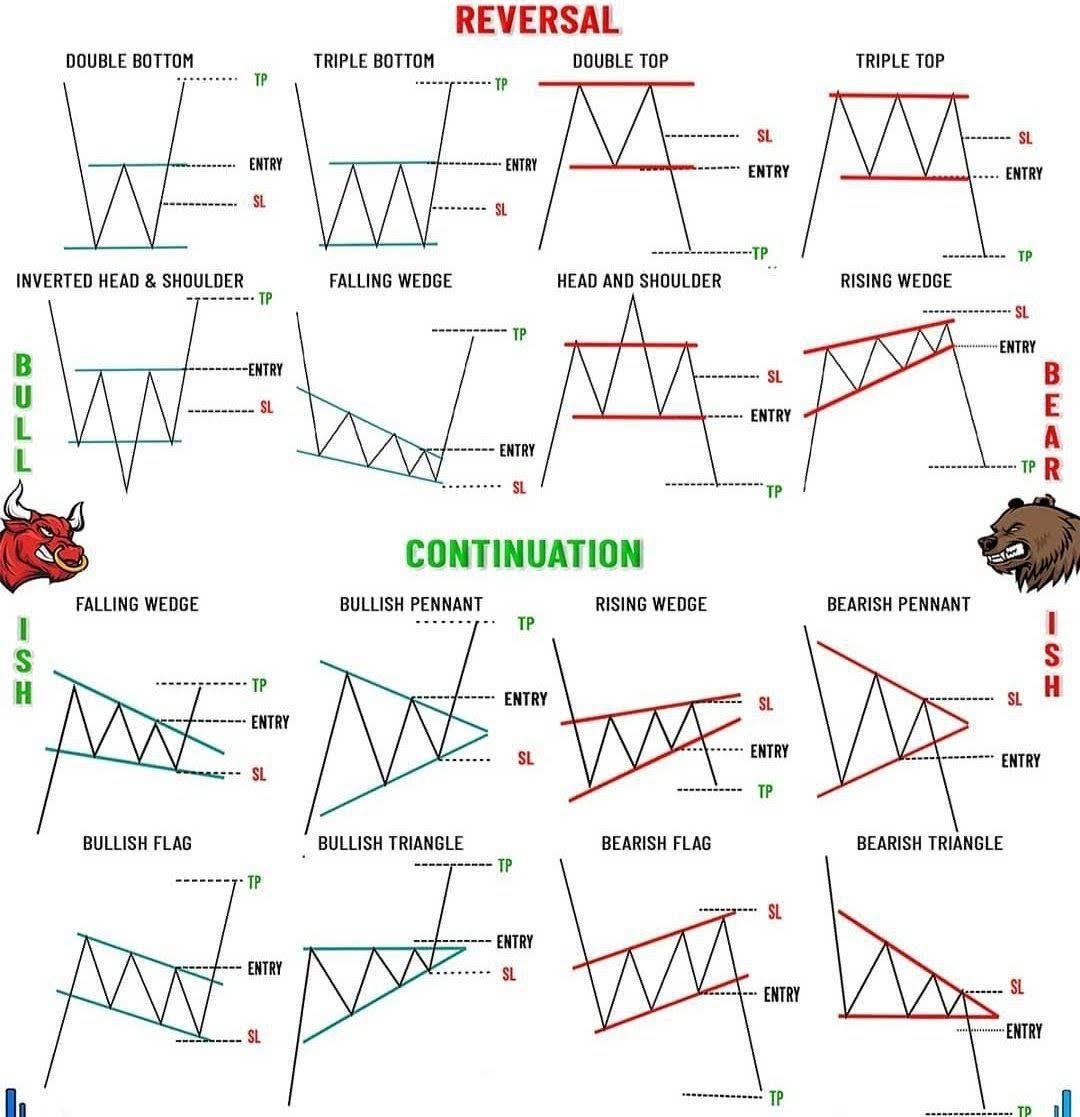 REVERSAL
DOUBLE BOTTOM
TP
ENTRY
SL
TRIPLE BOTTOM
TP
ENTRY
SL
DOUBLE TOP
SL
ENTRY
TP
TRIPLE TOP
SL
ENTRY
TP
INVERTED HEAD & SHOULDER
TP
ENTRY
SL
FALLING WEDGE
TP
ENTRY
SL
HEAD AND SHOULDER
SL
ENTRY
TP
RISING WEDGE
SL
ENTRY
TP
BULL
BEAR
CONTINUATION
ISH
ISH
FALLING WEDGE
TP
ENTRY
SL
BULLISH PENNANT
TP
ENTRY
SL
RISING WEDGE
SL
ENTRY
TP
BEARISH PENNANT
SL
ENTRY
BULLISH FLAG
TP
ENTRY
SL
BULLISH TRIANGLE
TP
ENTRY
SL
BEARISH FLAG
SL
ENTRY
TP
BEARISH TRIANGLE
SL
ENTRY
TP